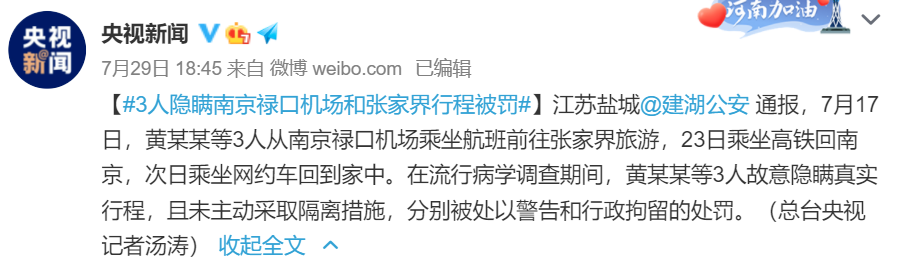 央视新闻
河南加油
央视
新闻
7月29日 18:45 来自 微博 weibo.com 已编辑
【#3人隐瞒南京禄口机场和张家界行程被罚#】江苏盐城@建湖公安 通报，7月17
日，黄某某等3人从南京禄口机场乘坐航班前往张家界旅游，23日乘坐高铁回南
京，次日乘坐网约车回到家中。在流行病学调查期间，黄某某等3人故意隐瞒真实
行程，且未主动采取隔离措施，分别被处以警告和行政拘留的处罚。（总台央视
记者汤涛） 收起全文